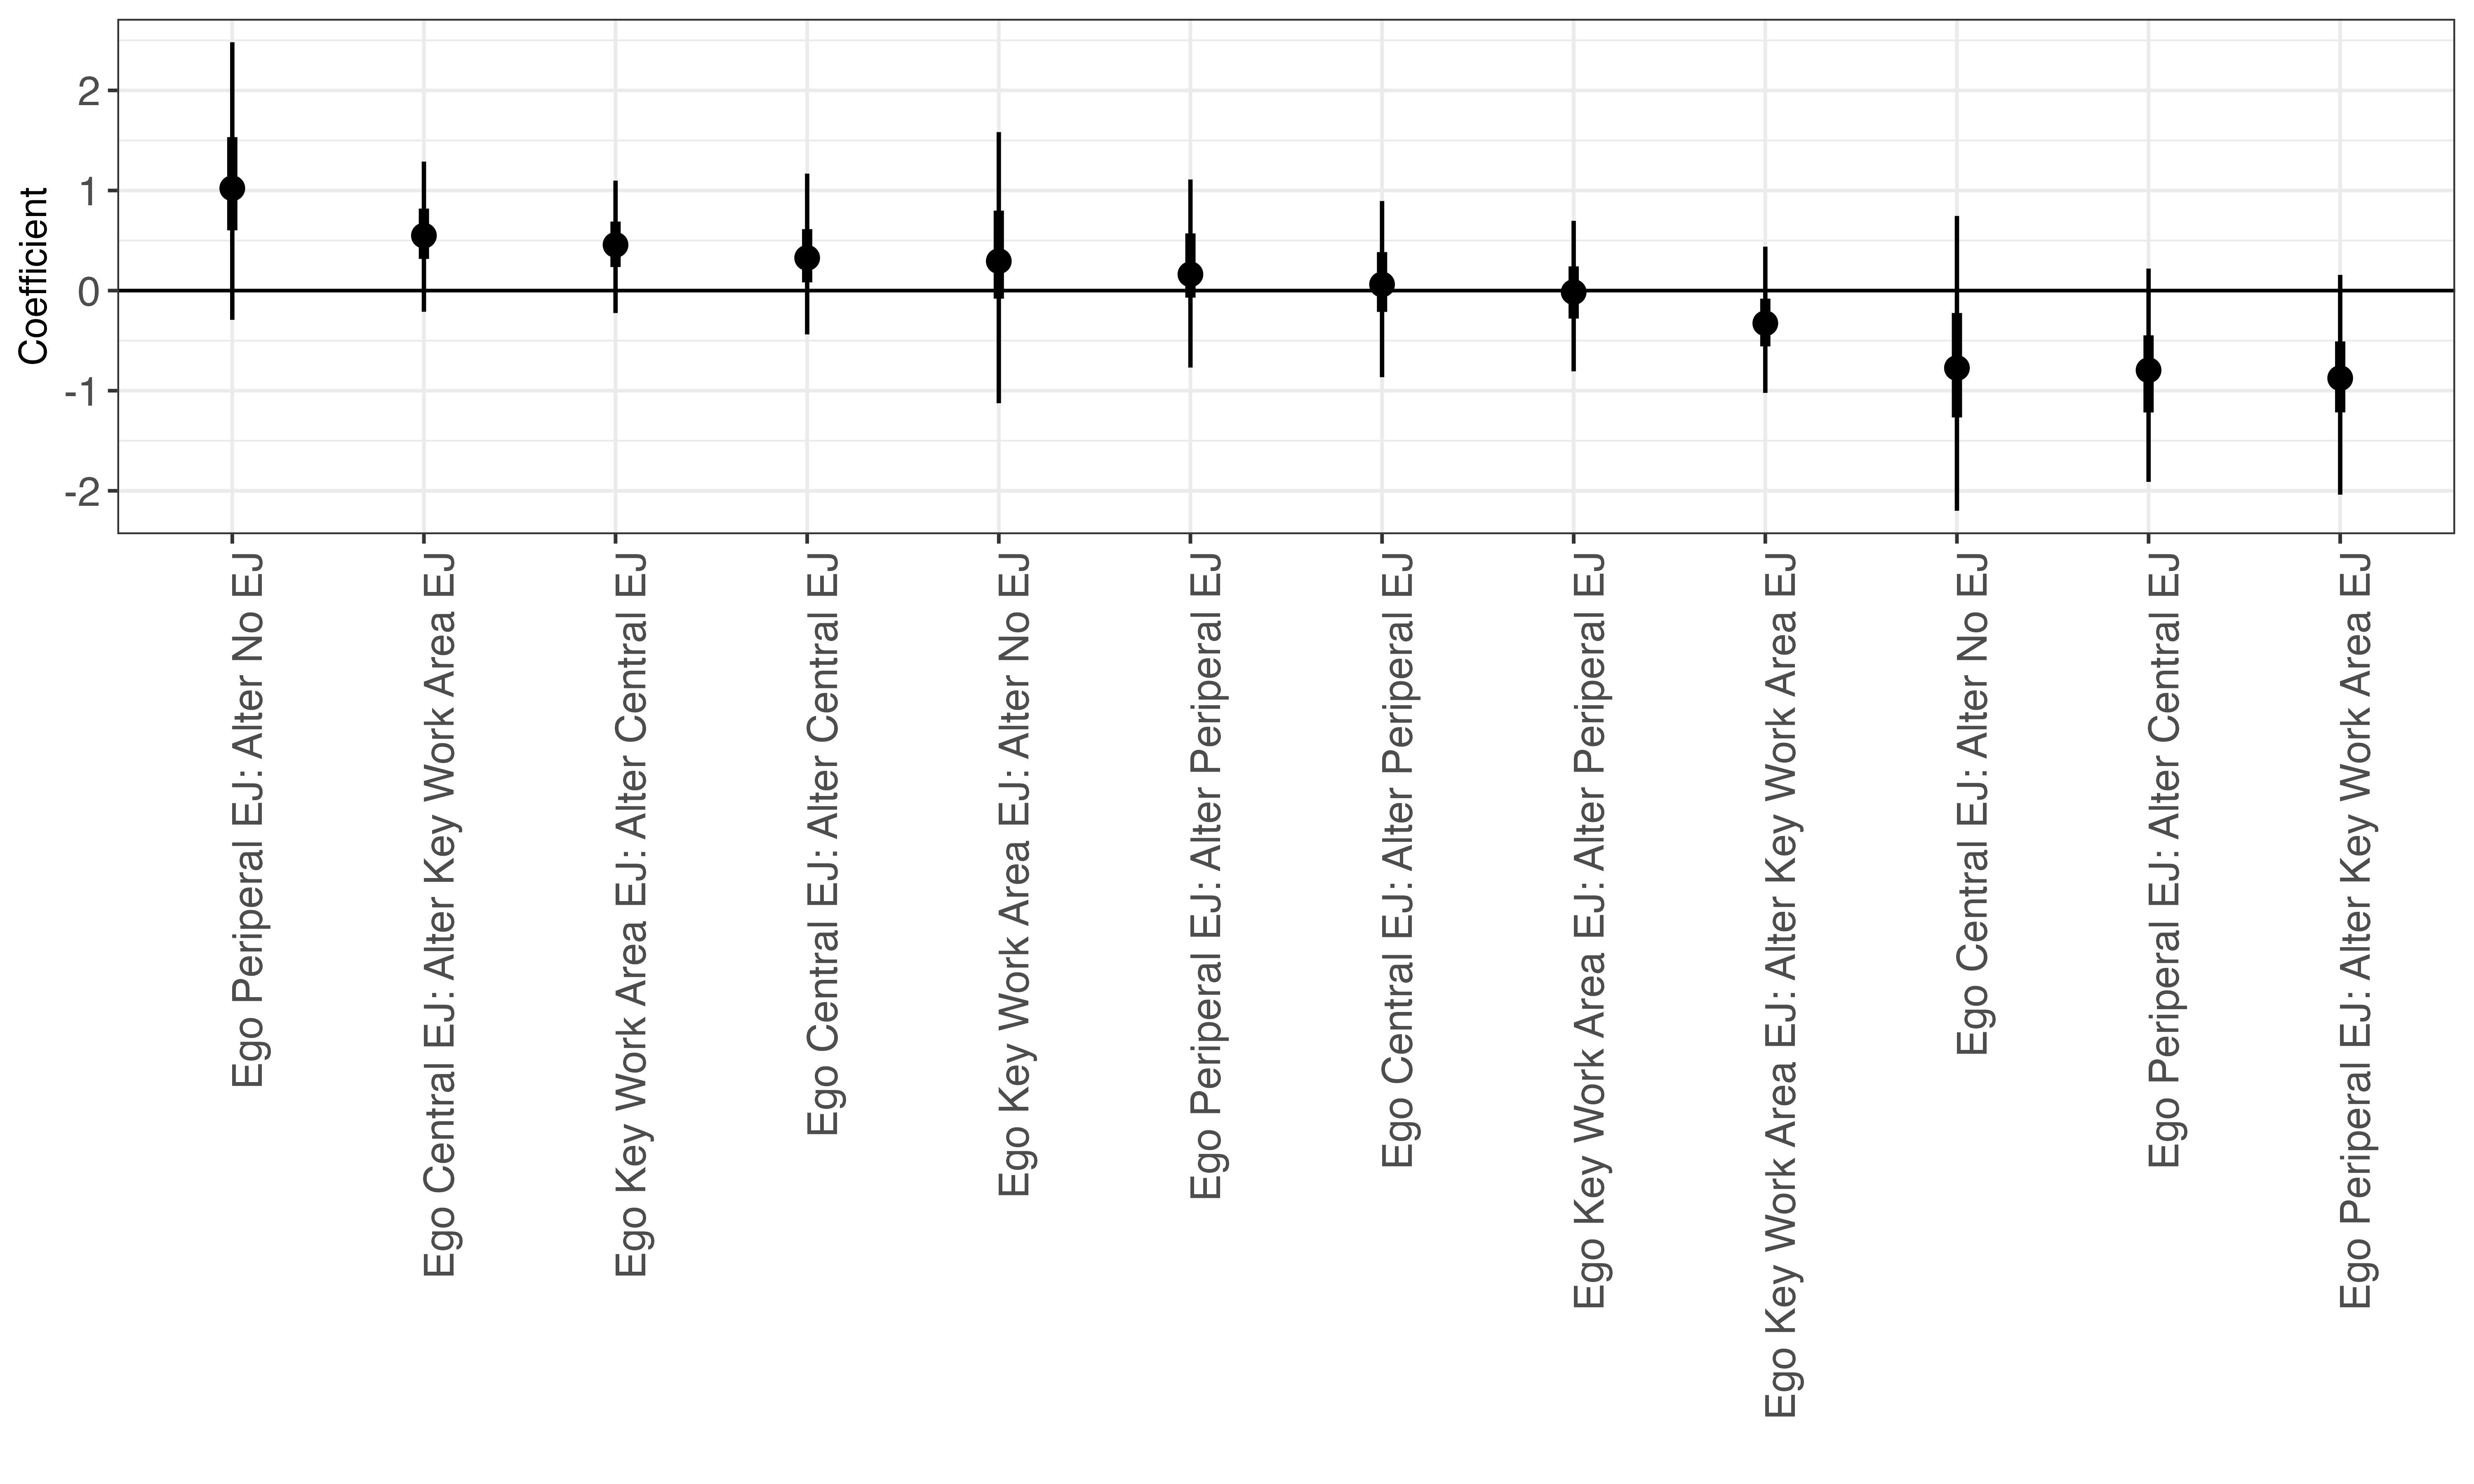 Coefficient
2
1
0
-1
-2
Ego Periperal EJ: Alter No EJ
Ego Central EJ: Alter Key Work Area EJ
Ego Key Work Area EJ: Alter Central EJ
Ego Central EJ: Alter Central EJ
Ego Key Work Area EJ: Alter No EJ
Ego Periperal EJ: Alter Periperal EJ
Ego Central EJ: Alter Periperal EJ
Ego Key Work Area EJ: Alter Periperal EJ
Ego Key Work Area EJ: Alter Key Work Area EJ
Ego Central EJ: Alter No EJ
Ego Periperal EJ: Alter Central EJ
Ego Periperal EJ: Alter Key Work Area EJ